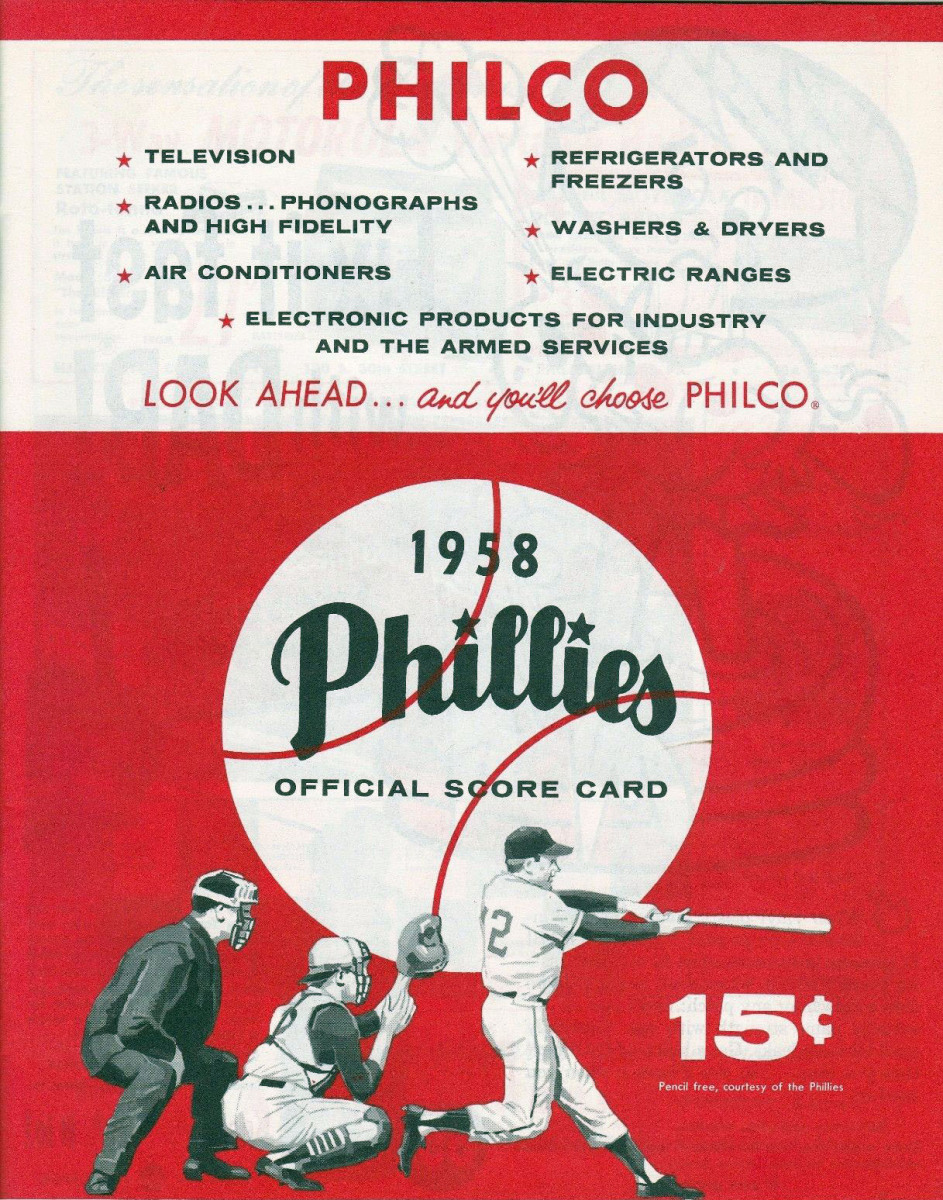 PHILCO
★ TELEVISION
★ RADIOS... PHONOGRAPHS
AND HIGH FIDELITY
★ AIR CONDITIONERS
★ REFRIGERATORS AND
FREEZERS
★ WASHERS & DRYERS
★ ELECTRIC RANGES
★ ELECTRONIC PRODUCTS FOR INDUSTRY
AND THE ARMED SERVICES
LOOK AHEAD... and you'll choose PHILCO®
1958
Phillies
OFFICIAL SCORE CARD
12
15¢
Pencil free, courtesy of the Phillies